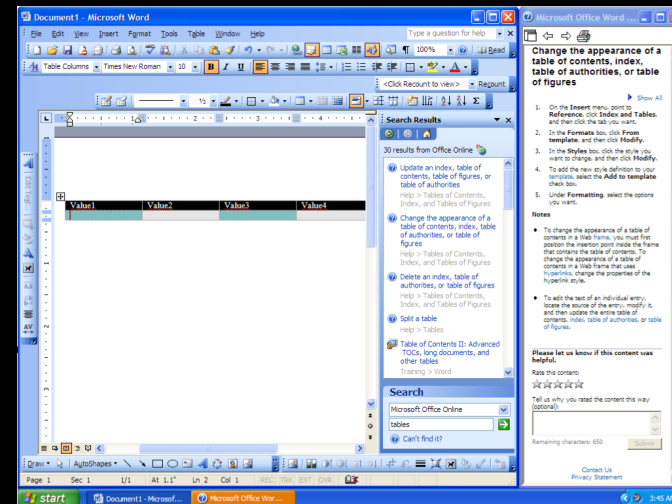 Document1 - Microsoft Word
File Edit View Insert Format Tools Table Window Help
Type a question for help
100%
Read
Table Columns Times New Roman 10 B I U
<Click Recount to view> Recount
½
Value1 Value2 Value3 Value4
Search Results
30 results from Office Online
Update an index, table of
contents, table of figures, or
table of authorities
Help > Tables of Contents,
Index, and Tables of Figures
Change the appearance of a
table of contents, index, table
of authorities, or table of
figures
Help > Tables of Contents,
Index, and Tables of Figures
Delete an index, table of
authorities, or table of figures
Help > Tables of Contents,
Index, and Tables of Figures
Split a table
Help > Tables
Table of Contents II: Advanced
TOCs, long documents, and
other tables
Training > Word
Search
Microsoft Office Online
tables
Can't find it?
Draw AutoShapes
Page 1 Sec 1 1/1 At 1.1" Ln 2 Col 1 REC TRK EXT OVR
Microsoft Office Word ...
Change the appearance of a
table of contents, index,
table of authorities, or table
of figures
Show All
1. On the Insert menu, point to
Reference, click Index and Tables,
and then click the tab you want.
2. In the Formats box, click From
template, and then click Modify.
3. In the Styles box, click the style you
want to change, and then click Modify.
4. To add the new style definition to your
template, select the Add to template
check box.
5. Under Formatting, select the options
you want.
Notes
To change the appearance of a table of
contents in a Web frame, you must first
position the insertion point inside the frame
that contains the table of contents. To
change the appearance of a table of
contents in a Web frame that uses
hyperlinks, change the properties of the
hyperlink style.
To edit the text of an individual entry,
locate the source of the entry, modify it,
and then update the entire table of
contents, index, table of authorities, or table
of figures.
Please let us know if this content was
helpful.
Rate this content:
Tell us why you rated the content this way
(optional):
Remaining characters: 650 Submit
Contact Us
Privacy Statement
start Document1 - Microsof... Microsoft Office Wor... 3:45 AM